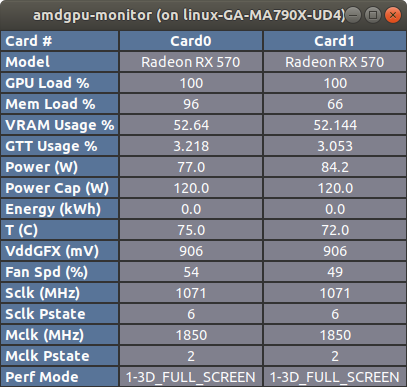 amdgpu-monitor (on linux-GA-MA790X-UD4)
Card # Card0 Card1
Model Radeon RX 570 Radeon RX 570
GPU Load % 100 100
Mem Load % 96 66
VRAM Usage % 52.64 52.144
GTT Usage % 3.218 3.053
Power (W) 77.0 84.2
Power Cap (W) 120.0 120.0
Energy (kWh) 0.0 0.0
T (C) 75.0 72.0
VddGFX (mV) 906 906
Fan Spd (%) 54 49
Sclk (MHz) 1071 1071
Sclk Pstate 6 6
Mclk (MHz) 1850 1850
Mclk Pstate 2 2
Perf Mode 1-3D_FULL_SCREEN 1-3D_FULL_SCREEN